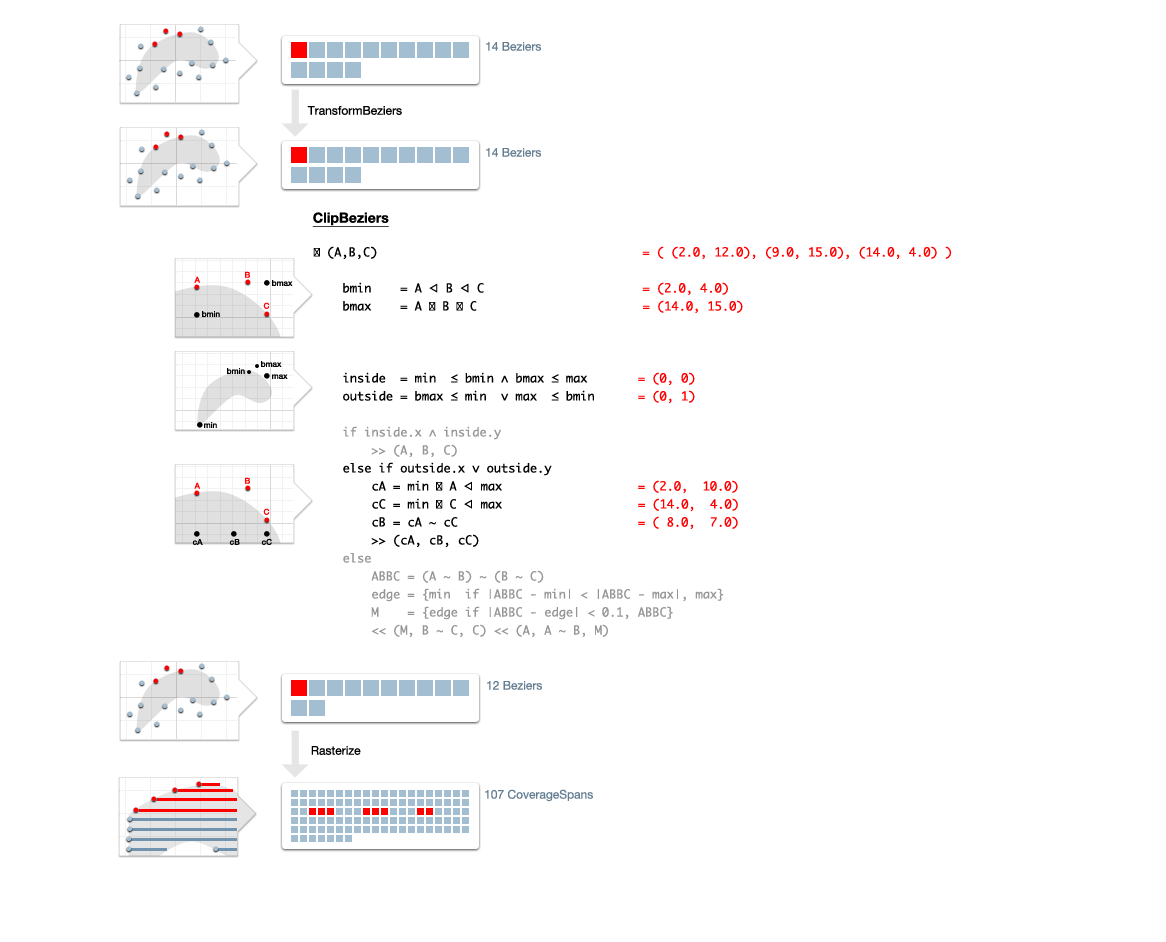 14 Beziers
TransformBeziers
14 Beziers
ClipBeziers
(A,B,C) = ( (2.0, 12.0), (9.0, 15.0), (14.0, 4.0) )
A
B
bmax
C
bmin
bmin = A ⊲ B ⊲ C = (2.0, 4.0)
bmax = A B C = (14.0, 15.0)
bmax
bmin
max
min
inside = min ≤ bmin ∧ bmax ≤ max = (0, 0)
outside = bmax ≤ min ∨ max ≤ bmin = (0, 1)
if inside.x ∧ inside.y
>> (A, B, C)
else if outside.x ∨ outside.y
A
B
C
cA
cB
cC
cA = min A ⊲ max = (2.0, 10.0)
cC = min C ⊲ max = (14.0, 4.0)
cB = cA ~ cC = ( 8.0, 7.0)
>> (cA, cB, cC)
else
ABBC = (A ~ B) ~ (B ~ C)
edge = {min if |ABBC - min| < |ABBC - max|, max}
M = {edge if |ABBC - edge| < 0.1, ABBC}
<< (M, B ~ C, C) << (A, A ~ B, M)
12 Beziers
Rasterize
107 CoverageSpans